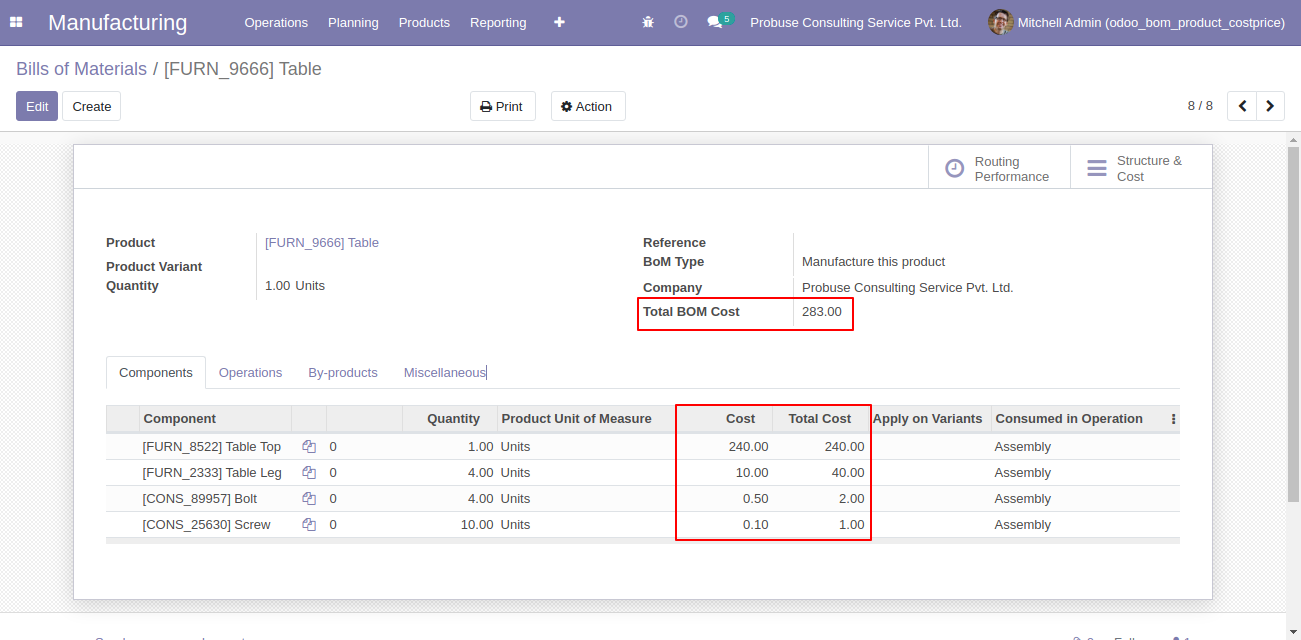 Manufacturing Operations Planning Products Reporting 5 Probuse Consulting Service Pvt. Ltd. Mitchell Admin (odoo_bom_product_costprice)
Bills of Materials / [FURN_9666] Table
Edit Create Print Action 8 / 8
Routing Performance
Structure & Cost
Product [FURN_9666] Table
Product Variant
Quantity 1.00 Units
Reference
BoM Type Manufacture this product
Company Probuse Consulting Service Pvt. Ltd.
Total BOM Cost 283.00
Components Operations By-products Miscellaneous
Component Quantity Product Unit of Measure Cost Total Cost Apply on Variants Consumed in Operation
[FURN_8522] Table Top 0 1.00 Units 240.00 240.00 Assembly
[FURN_2333] Table Leg 0 4.00 Units 10.00 40.00 Assembly
[CONS_89957] Bolt 0 4.00 Units 0.50 2.00 Assembly
[CONS_25630] Screw 0 10.00 Units 0.10 1.00 Assembly